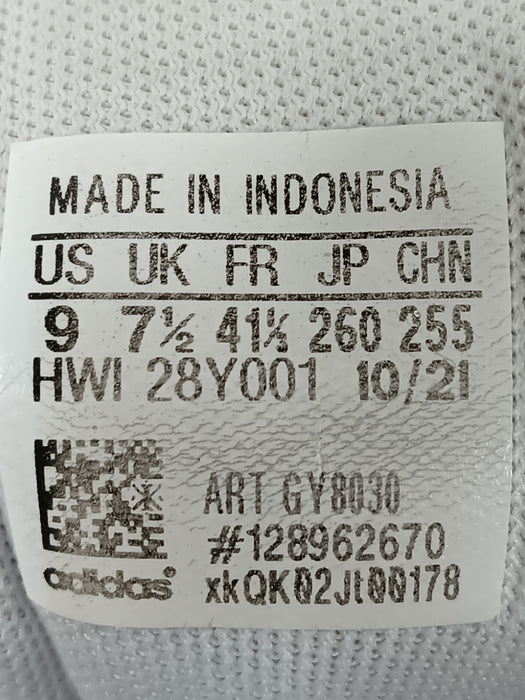 MADE IN INDONESIA
US UK FR JP CHN
9 7½ 41⅓ 260 255
HWI 28Y001 10/21
ART GY8030
#128962670
adidas®
xkQK02Jt00178